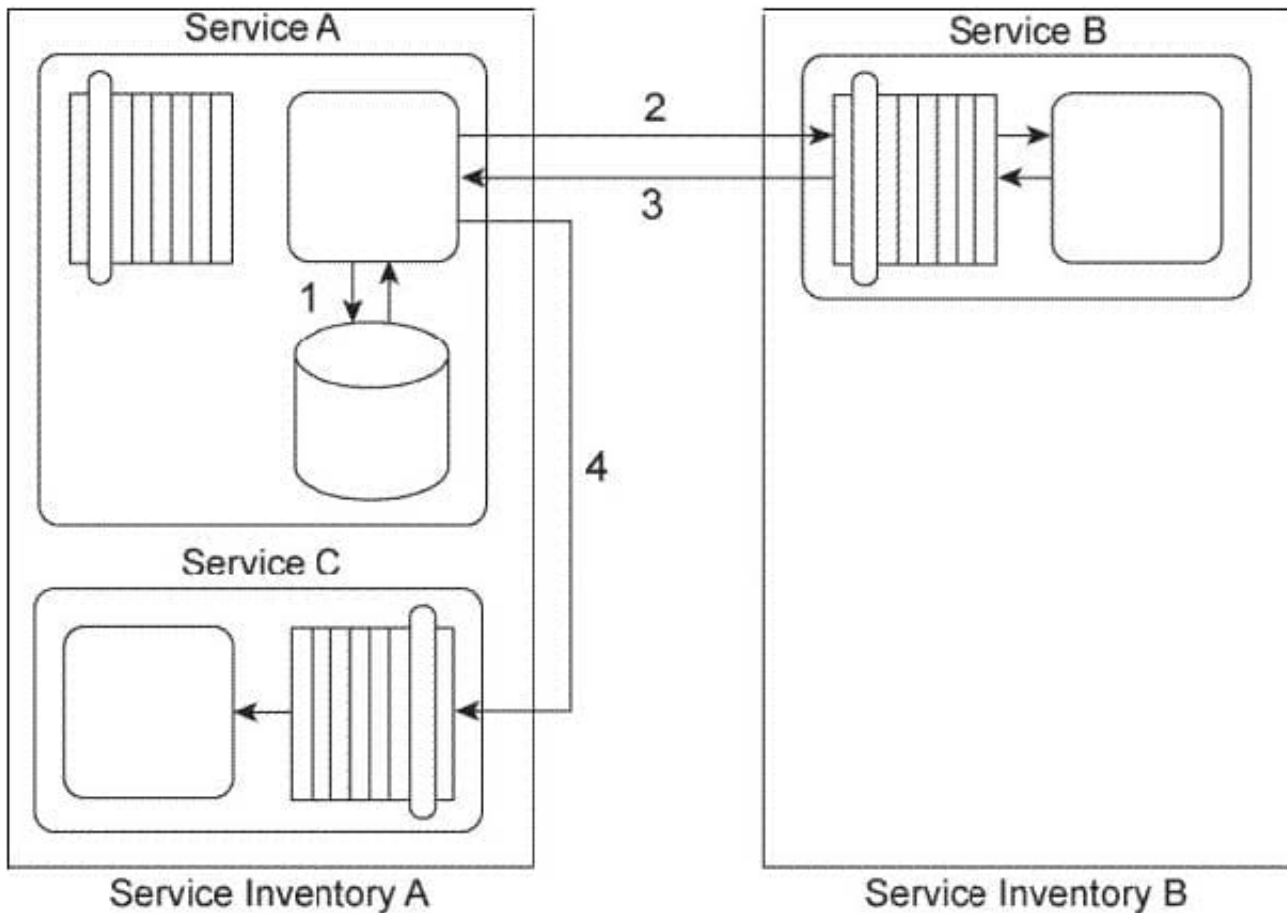 Service A
Service B
2
3
1
4
Service C
Service Inventory A
Service Inventory B